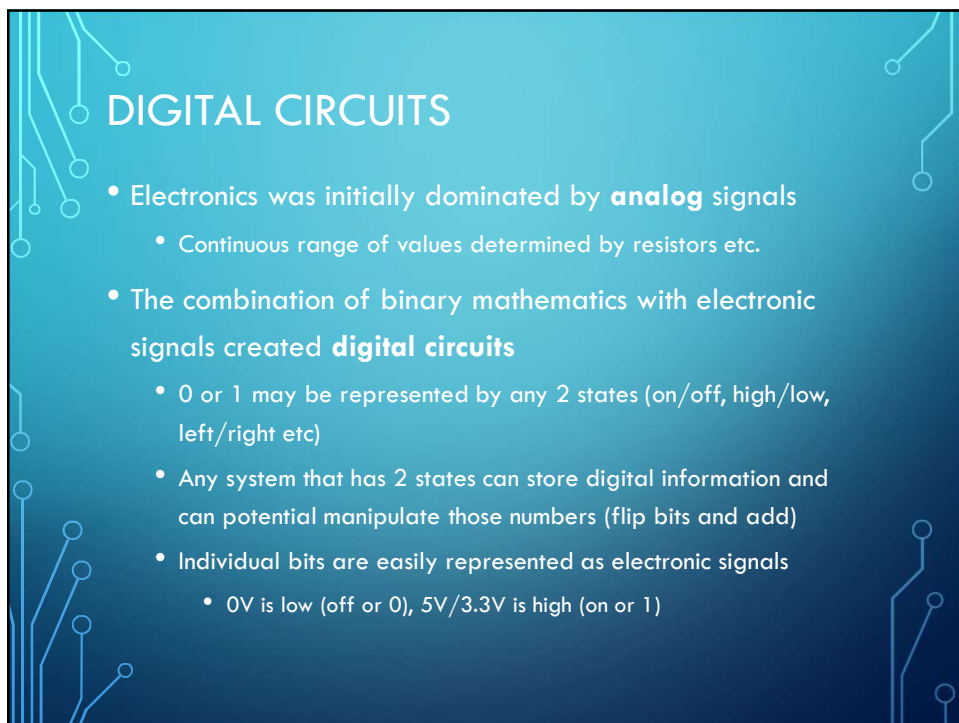 DIGITAL CIRCUITS
• Electronics was initially dominated by analog signals
• Continuous range of values determined by resistors etc.
• The combination of binary mathematics with electronic
signals created digital circuits
• 0 or 1 may be represented by any 2 states (on/off, high/low,
left/right etc)
• Any system that has 2 states can store digital information and
can potential manipulate those numbers (flip bits and add)
• Individual bits are easily represented as electronic signals
• 0V is low (off or 0), 5V/3.3V is high (on or 1)